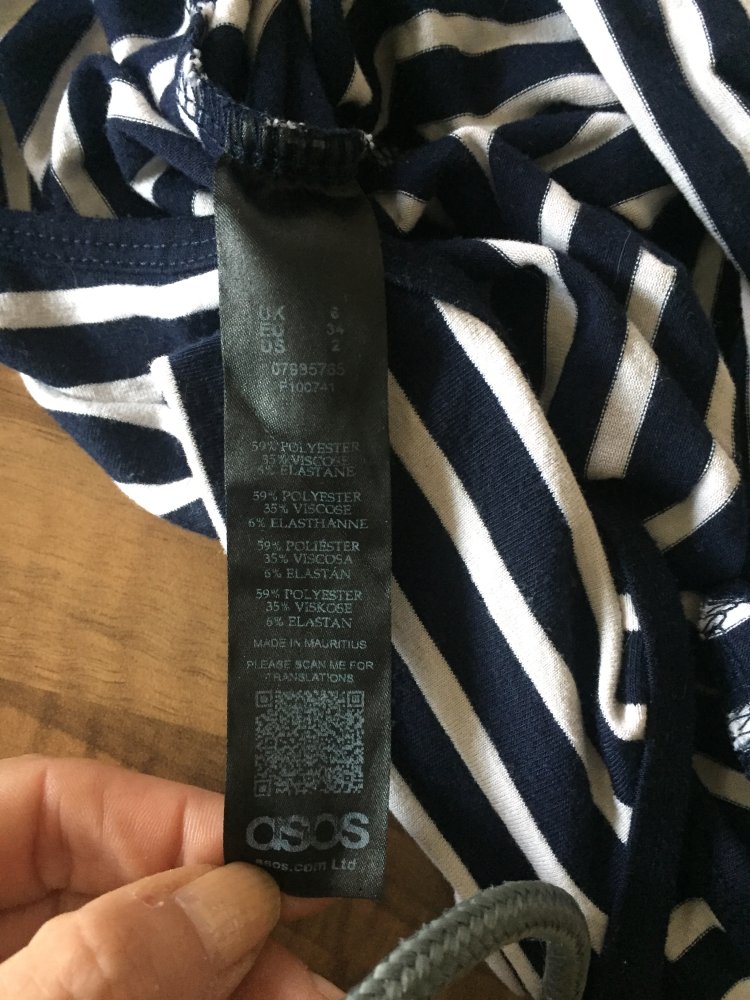 UK 6
EU 34
US 2
P100741
59% POLYESTER
35% VISCOSE
6% ELASTANE
59% POLYESTER
35% VISCOSE
6% ELASTHANNE
59% POLIÉSTER
35% VISCOSA
6% ELASTÁN
59% POLYESTER
35% VISKOSE
6% ELASTAN
MADE IN MAURITIUS
PLEASE SCAN ME FOR
TRANSLATIONS
asos
asos.com Ltd